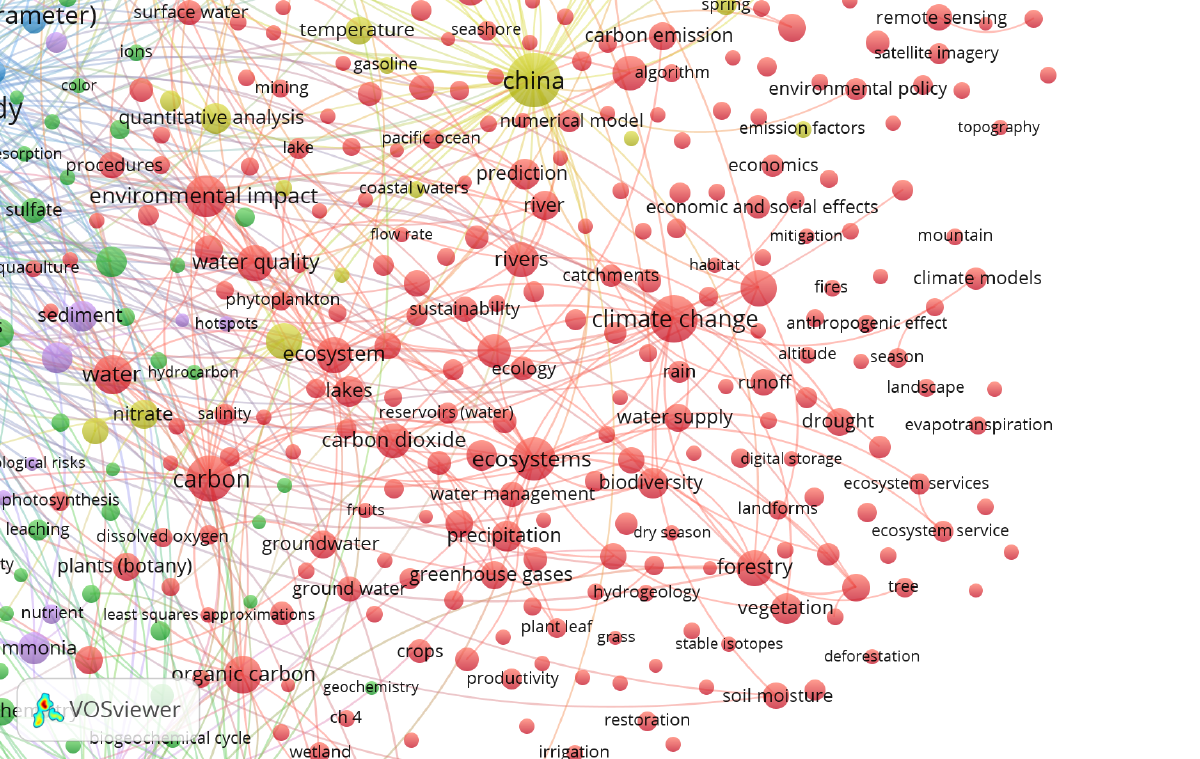 spring
surface water
rameter)
remote sensing
temperature
seashore
carbon emission
ions
satellite imagery
gasoline
algorithm
china
color
mining
environmental policy
dy
quantitative analysis
numerical model
emission factors
topography
pacific ocean
lake
esorption
procedures
economics
prediction
coastal waters
environmental impact
river
economic and social effects
sulfate
flow rate
mitigation
mountain
rivers
water quality
habitat
quaculture
catchments
climate models
fires
phytoplankton
sustainability
sediment
hotspots
climate change
anthropogenic effect
s
ecosystem
altitude
season
ecology
rain
water
hydrocarbon
runoff
landscape
lakes
nitrate
salinity
reservoirs (water)
water supply
drought
evapotranspiration
carbon dioxide
ological risks
ecosystems
digital storage
carbon
biodiversity
ecosystem services
water management
photosynthesis
fruits
landforms
leaching
dissolved oxygen
precipitation
dry season
ecosystem service
groundwater
ty
plants (botany)
greenhouse gases
forestry
ground water
hydrogeology
tree
nutrient
least squares approximations
vegetation
plant leaf
grass
stable isotopes
mmonia
crops
deforestation
organic carbon
productivity
geochemistry
soil moisture
VOSviewer
ch 4
restoration
biogeochemical cycle
wetland
irrigation